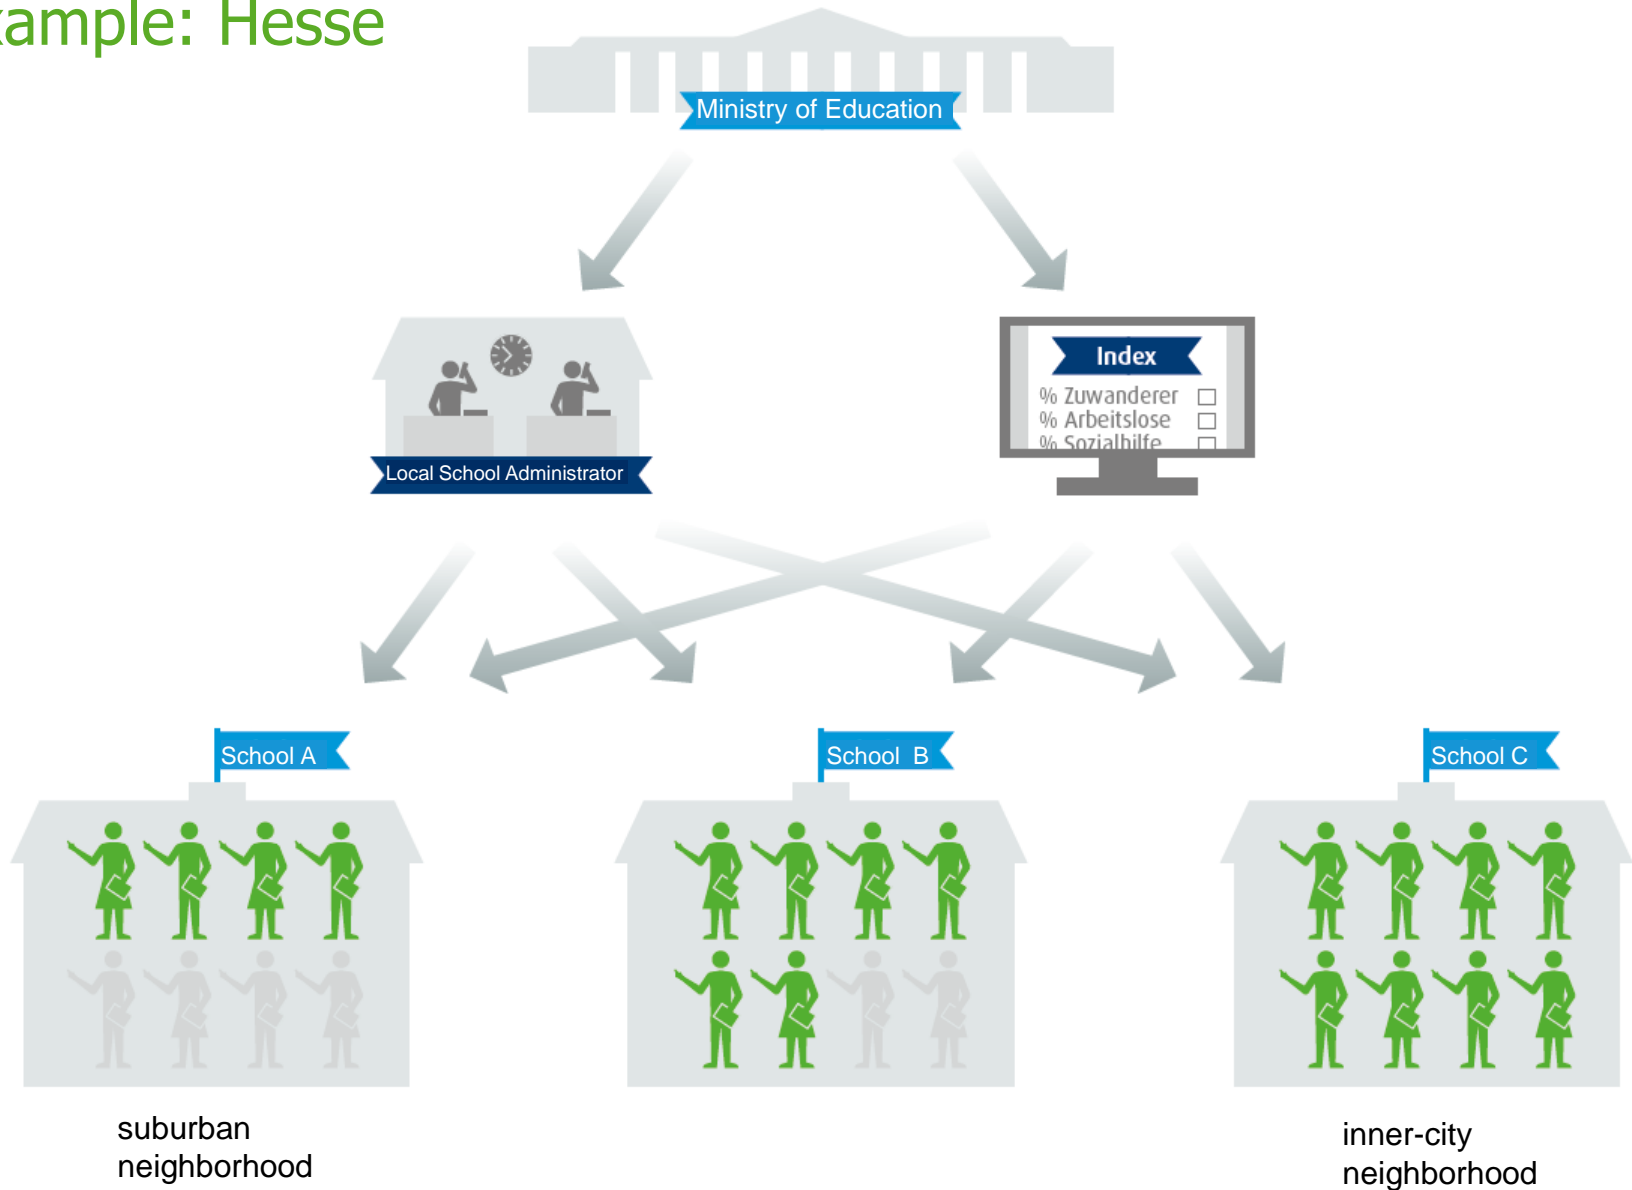 xample: Hesse
Ministry of Education
Index
% Zuwanderer
% Arbeitslose
% Sozialhilfe
Local School Administrator
School A
School B
School C
suburban
neighborhood
inner-city
neighborhood